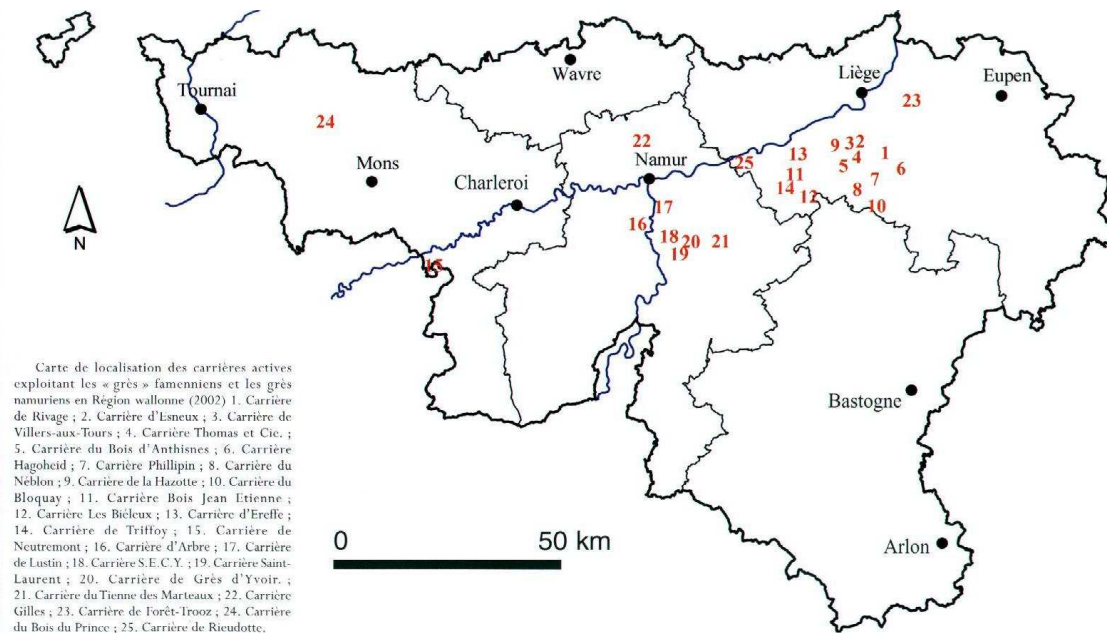 Wavre
Liège
Eupen
Tournai
23
24
22
9 32
1
Mons
Namur
25
13
5 4
6
11
7
Charleroi
14
12
8
10
17
16
18
20
21
19
15
N
Bastogne
Arlon
0 50 km
Carte de localisation des carrières actives
exploitant les « grès » famenniens et les grès
namuriens en Région wallonne (2002) 1. Carrière
de Rivage ; 2. Carrière d'Esneux ; 3. Carrière de
Villers-aux-Tours ; 4. Carrière Thomas et Cie. ;
5. Carrière du Bois d'Anthisnes ; 6. Carrière
Hagoheid ; 7. Carrière Phillipin ; 8. Carrière du
Néblon ; 9. Carrière de la Hazotte ; 10. Carrière du
Bloquay ; 11. Carrière Bois Jean Etienne ;
12. Carrière Les Biéleux ; 13. Carrière d'Ereffe ;
14. Carrière de Triffoy ; 15. Carrière de
Neutremont ; 16. Carrière d'Arbre ; 17. Carrière
de Lustin ; 18. Carrière S.E.C.Y. ; 19. Carrière Saint-
Laurent ; 20. Carrière de Grès d'Yvoir. ;
21. Carrière du Tienne des Marteaux ; 22. Carrière
Gilles ; 23. Carrière de Forêt-Trooz ; 24. Carrière
du Bois du Prince ; 25. Carrière de Rieudotte.